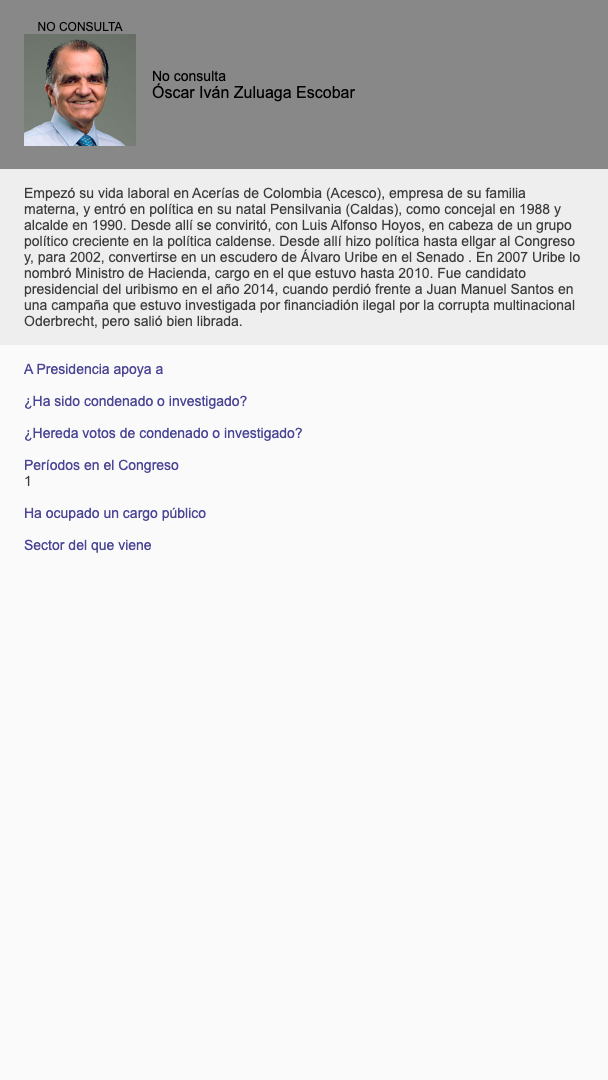 NO CONSULTA
No consulta
Óscar Iván Zuluaga Escobar
Empezó su vida laboral en Acerías de Colombia (Acesco), empresa de su familia
materna, y entró en política en su natal Pensilvania (Caldas), como concejal en 1988 y
alcalde en 1990. Desde allí se conviritó, con Luis Alfonso Hoyos, en cabeza de un grupo
político creciente en la política caldense. Desde allí hizo política hasta ellgar al Congreso
y, para 2002, convertirse en un escudero de Álvaro Uribe en el Senado . En 2007 Uribe lo
nombró Ministro de Hacienda, cargo en el que estuvo hasta 2010. Fue candidato
presidencial del uribismo en el año 2014, cuando perdió frente a Juan Manuel Santos en
una campaña que estuvo investigada por financiadión ilegal por la corrupta multinacional
Oderbrecht, pero salió bien librada.
A Presidencia apoya a
¿Ha sido condenado o investigado?
¿Hereda votos de condenado o investigado?
Períodos en el Congreso
1
Ha ocupado un cargo público
Sector del que viene